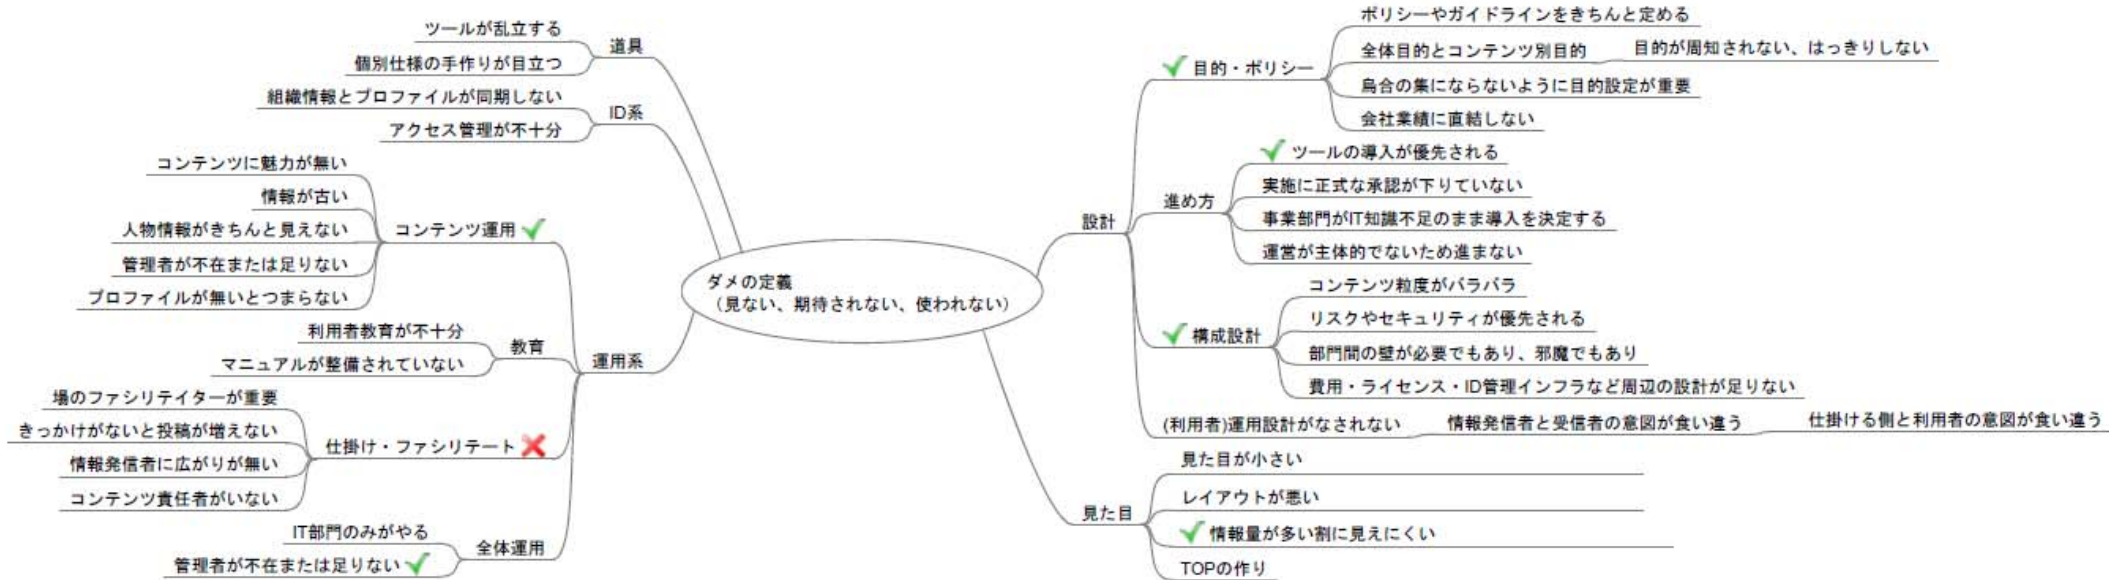 ダメの定義
（見ない、期待されない、使われない）
道具
ツールが乱立する
個別仕様の手作りが目立つ
ID系
組織情報とプロファイルが同期しない
アクセス管理が不十分
運用系
コンテンツ運用
コンテンツに魅力が無い
情報が古い
人物情報がきちんと見えない
管理者が不在または足りない
プロファイルが無いとつまらない
教育
利用者教育が不十分
マニュアルが整備されていない
仕掛け・ファシリテート
場のファシリテイターが重要
きっかけがないと投稿が増えない
情報発信者に広がりが無い
コンテンツ責任者がいない
全体運用
IT部門のみがやる
管理者が不在または足りない
設計
目的・ポリシー
ポリシーやガイドラインをきちんと定める
全体目的とコンテンツ別目的
目的が周知されない、はっきりしない
烏合の集にならないように目的設定が重要
会社業績に直結しない
進め方
ツールの導入が優先される
実施に正式な承認が下りていない
事業部門がIT知識不足のまま導入を決定する
運営が主体的でないため進まない
構成設計
コンテンツ粒度がバラバラ
リスクやセキュリティが優先される
部門間の壁が必要でもあり、邪魔でもあり
費用・ライセンス・ID管理インフラなど周辺の設計が足りない
(利用者)運用設計がなされない
情報発信者と受信者の意図が食い違う
仕掛ける側と利用者の意図が食い違う
見た目
見た目が小さい
レイアウトが悪い
情報量が多い割に見えにくい
TOPの作り